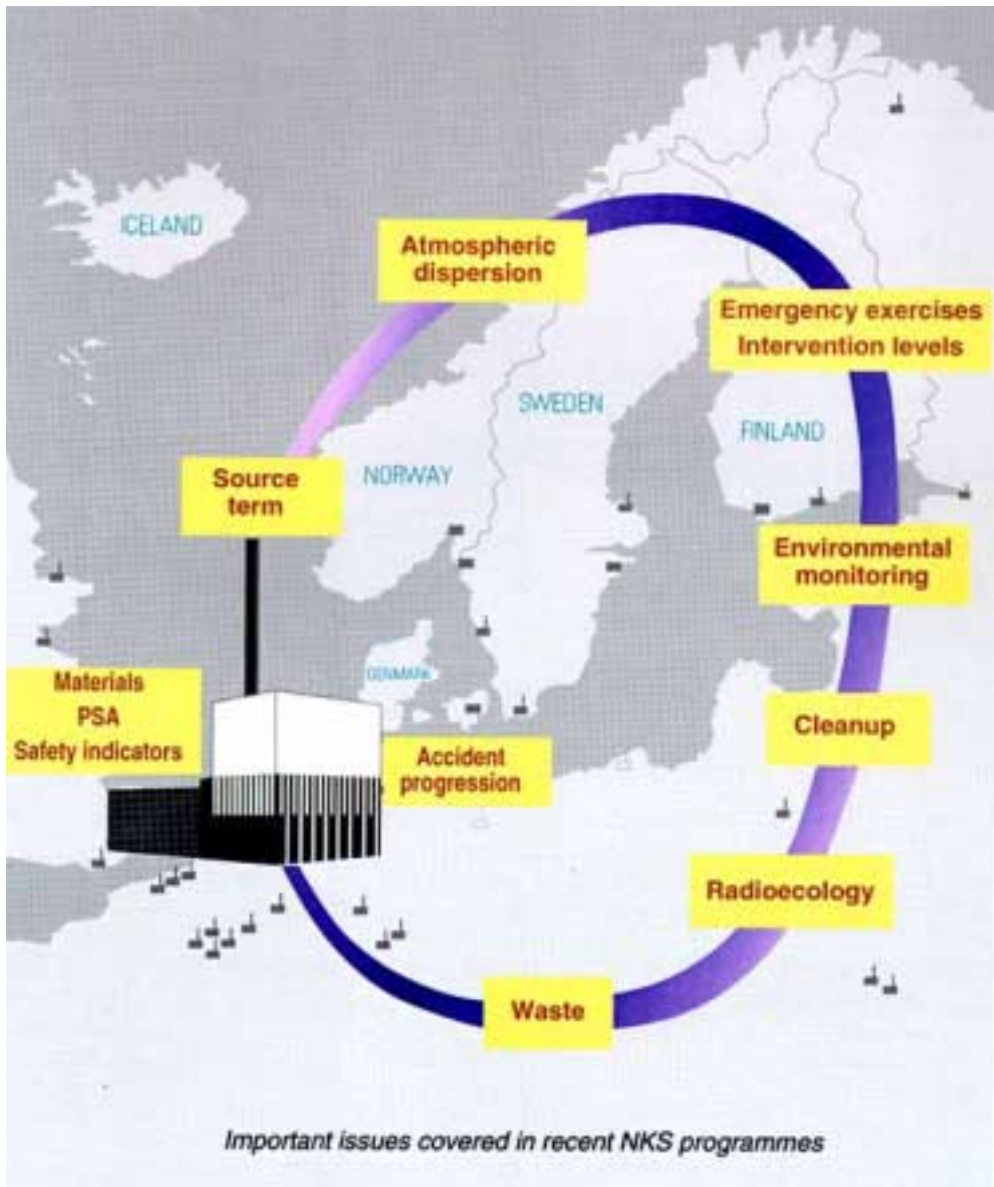 ICELAND
Atmospheric
dispersion
Emergency exercises
Intervention levels
SWEDEN
FINLAND
NORWAY
Source
term
Environmental
monitoring
DENMARK
Materials
PSA
Safety indicators
Cleanup
Accident
progression
Radioecology
Waste
Important issues covered in recent NKS programmes